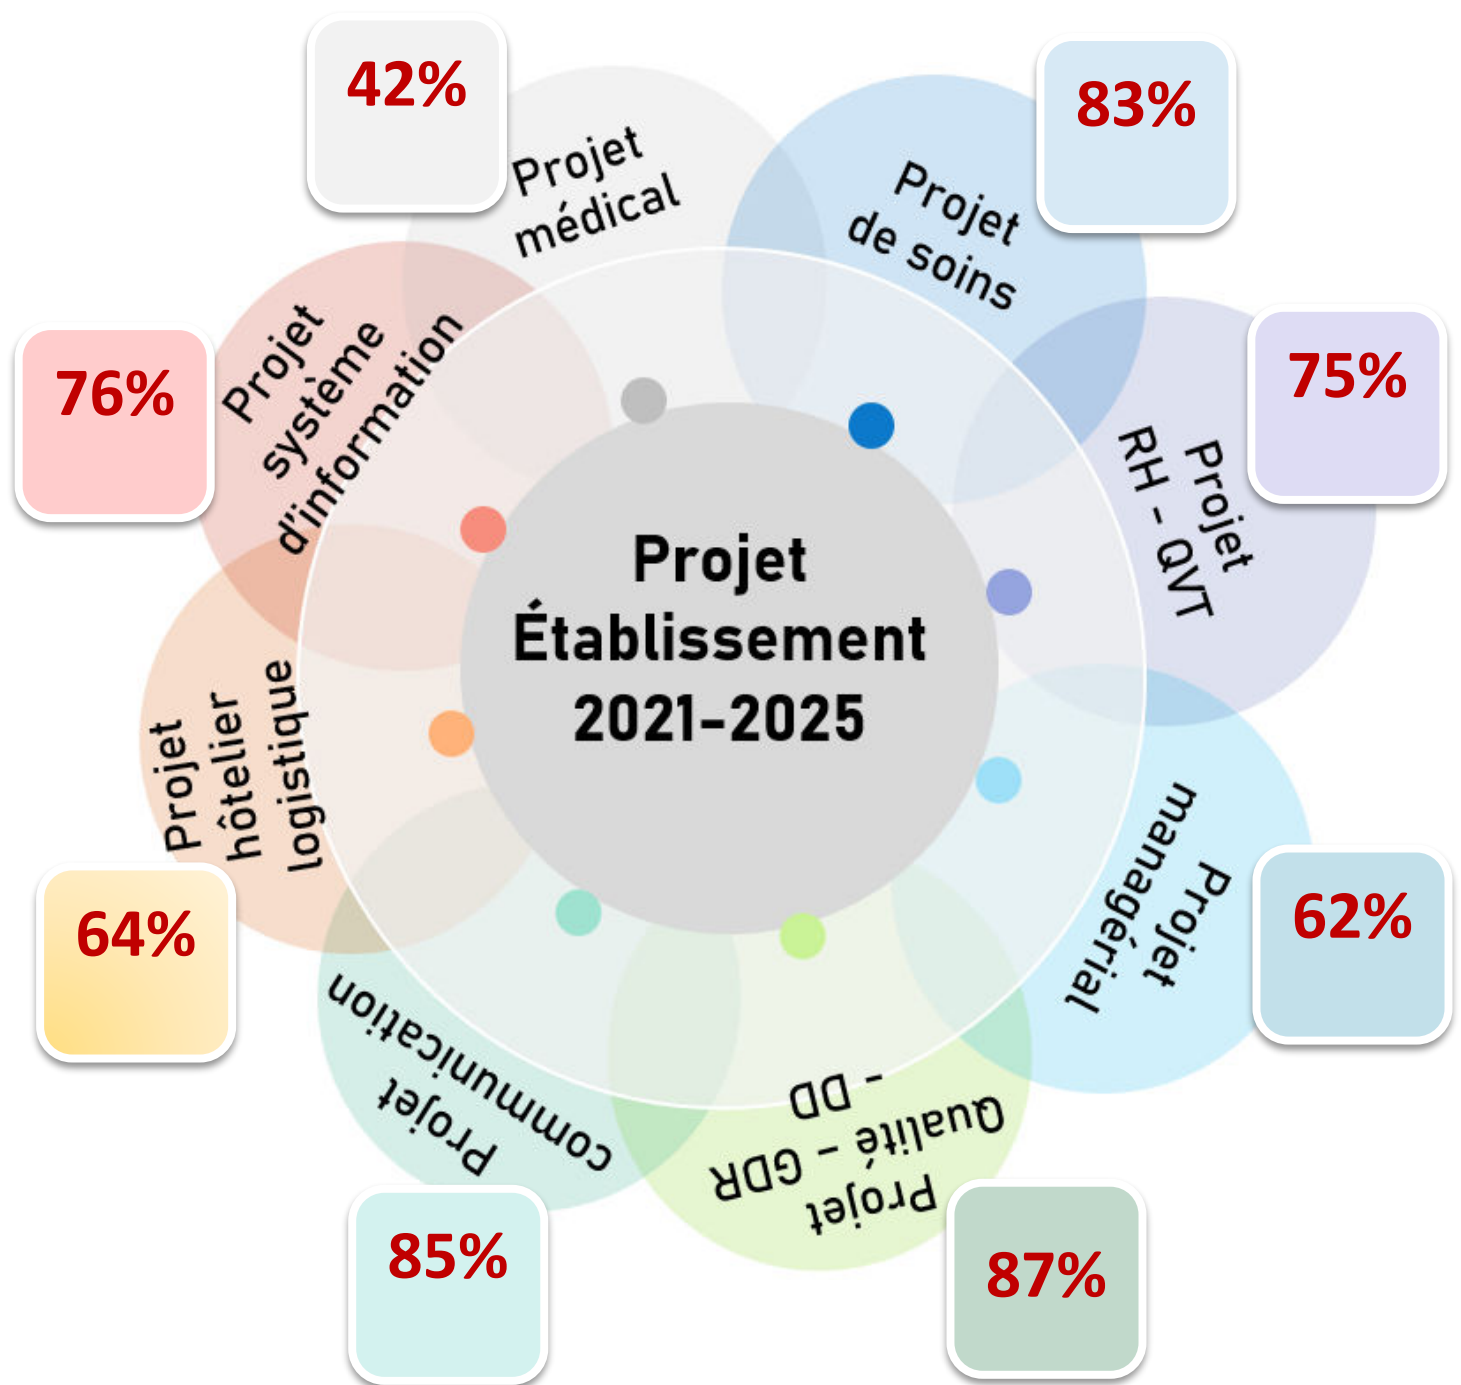 42%
Projet
médical
83%
Projet
de soins
75%
Projet
RH - QVT
62%
Projet
managérial
87%
Projet
Qualité – GDR
- DD
85%
Projet
communication
64%
Projet
hôtelier
logistique
76%
Projet
système
d'information
Projet
Établissement
2021-2025